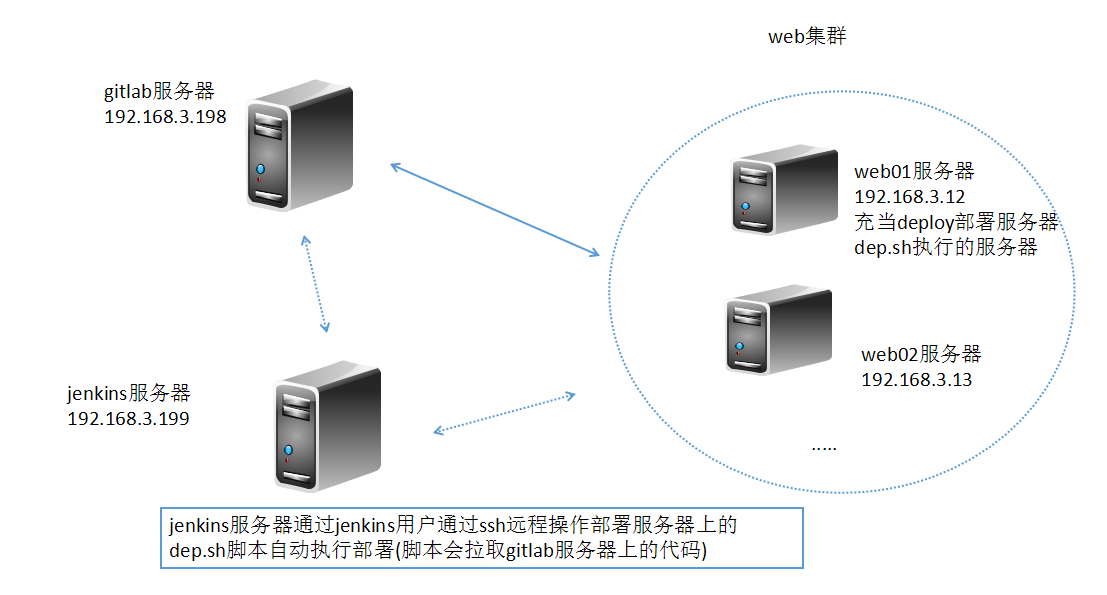 web集群
gitlab服务器
192.168.3.198
web01服务器
192.168.3.12
充当deploy部署服务器
dep.sh执行的服务器
web02服务器
192.168.3.13
jenkins服务器
192.168.3.199
.....
jenkins服务器通过jenkins用户通过ssh远程操作部署服务器上的
dep.sh脚本自动执行部署(脚本会拉取gitlab服务器上的代码)